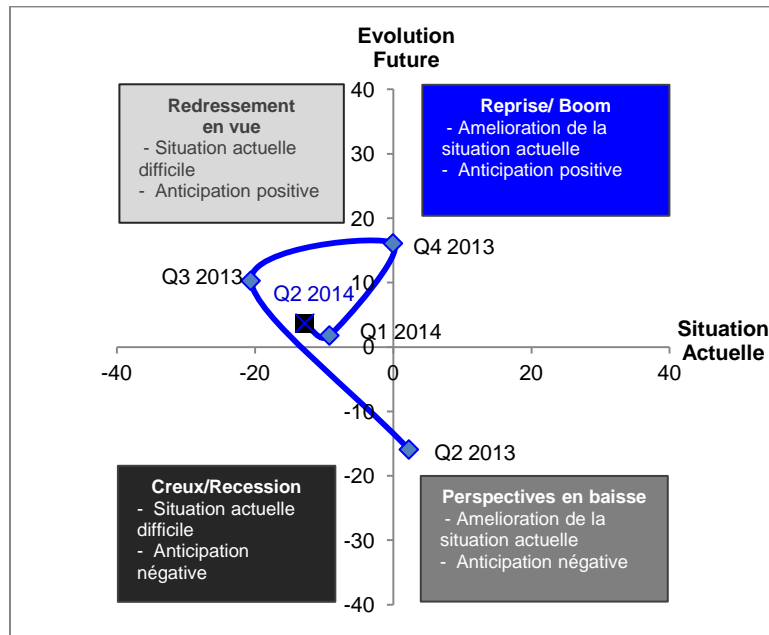 Evolution
Future
Redressement
en vue
- Situation actuelle
difficile
- Anticipation positive
Reprise/ Boom
- Amelioration de la
situation actuelle
- Anticipation positive
40
30
20
10
0
-10
-20
-30
-40
-40
-20
0
20
40
Q4 2013
Q3 2013
Q2 2014
Q1 2014
Situation
Actuelle
Q2 2013
Creux/Recession
- Situation actuelle
difficile
- Anticipation
négative
Perspectives en baisse
- Amelioration de la
situation actuelle
- Anticipation négative